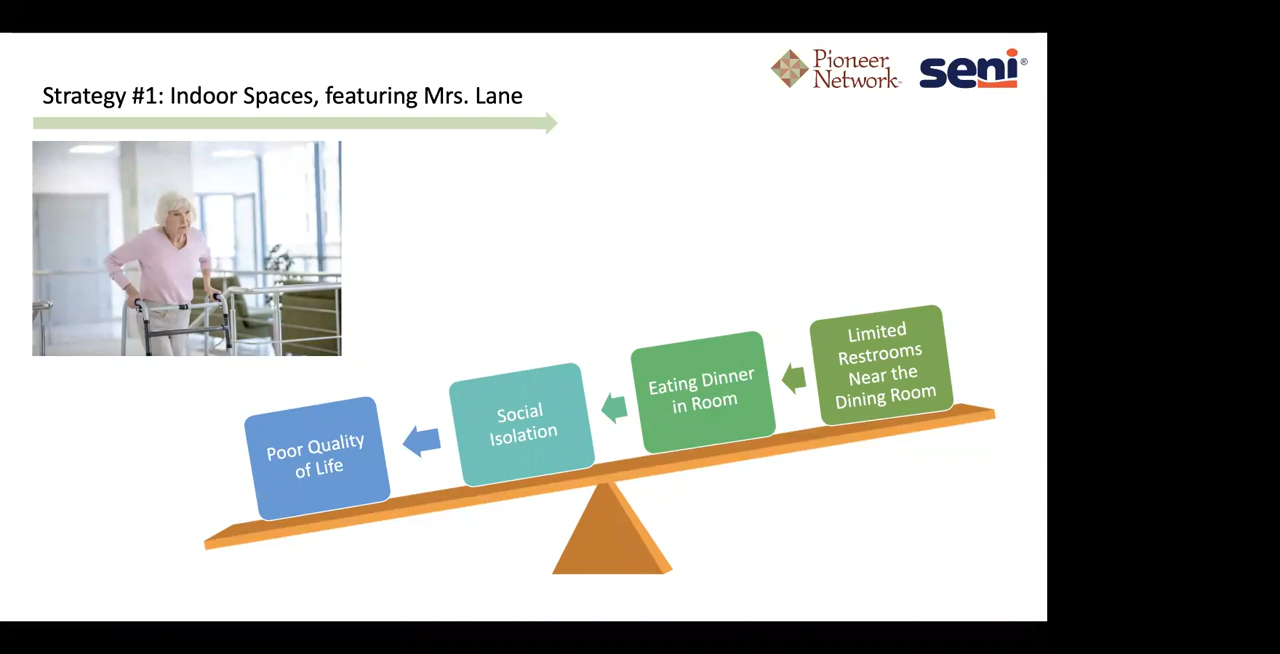 Pioneer
Network™
seni®
Strategy #1: Indoor Spaces, featuring Mrs. Lane
Limited
Restrooms
Near the
Dining Room
Eating Dinner
in Room
Social
Isolation
Poor Quality
of Life